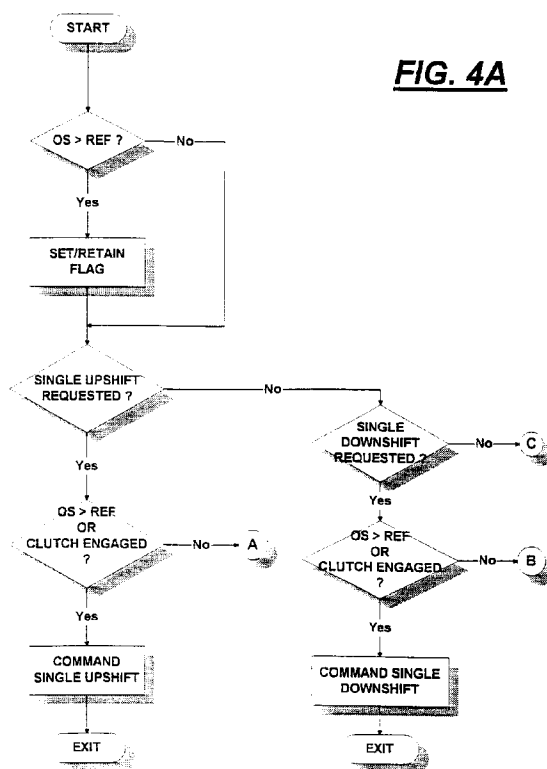 START
FIG. 4A
OS > REF ?
No
Yes
SET/RETAIN
FLAG
SINGLE UPSHIFT
REQUESTED ?
No
SINGLE
DOWNSHIFT
REQUESTED ?
No
C
Yes
Yes
OS > REF
OR
CLUTCH ENGAGED
?
No
A
OS > REF
OR
CLUTCH ENGAGED
?
No
B
Yes
Yes
COMMAND
SINGLE UPSHIFT
COMMAND SINGLE
DOWNSHIFT
EXIT
EXIT